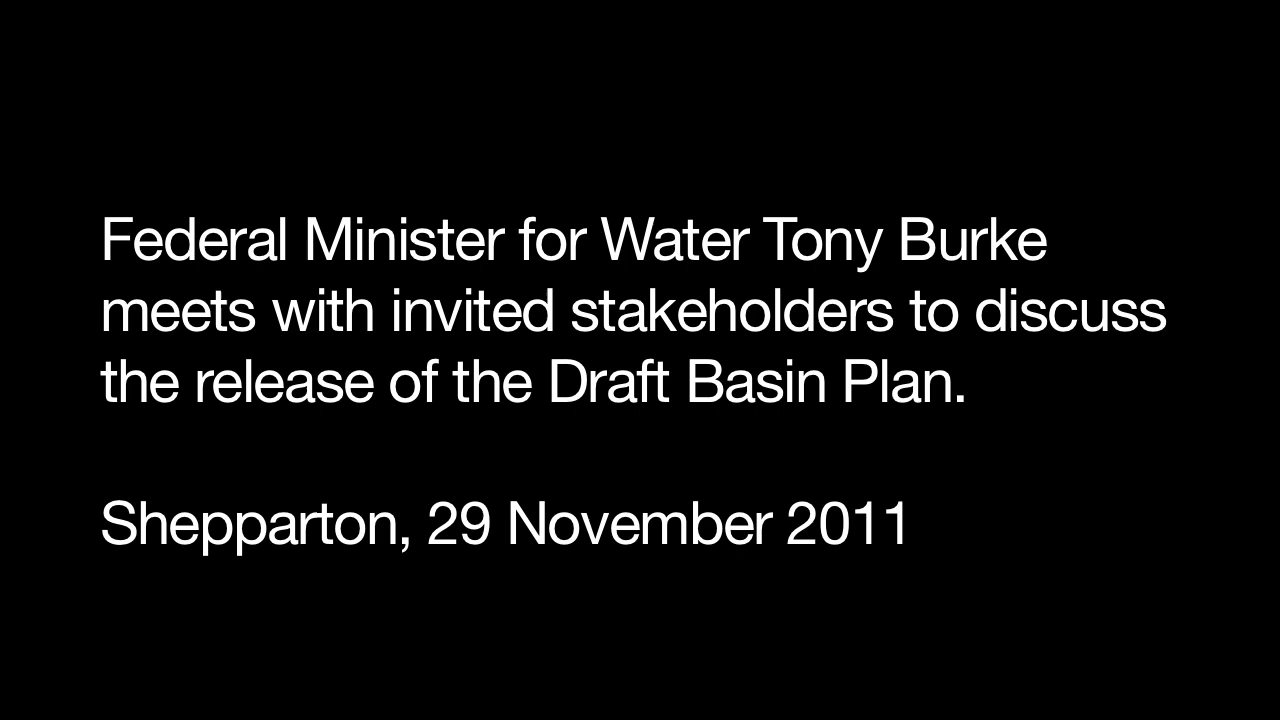 Federal Minister for Water Tony Burke
meets with invited stakeholders to discuss
the release of the Draft Basin Plan.
Shepparton, 29 November 2011